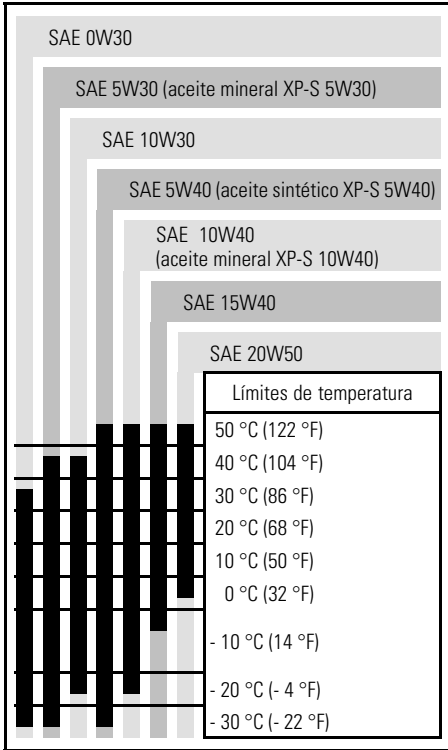 SAE 0W30
SAE 5W30 (aceite mineral XP-S 5W30)
SAE 10W30
SAE 5W40 (aceite sintético XP-S 5W40)
SAE 10W40
(aceite mineral XP-S 10W40)
SAE 15W40
SAE 20W50
Límites de temperatura
50 °C (122 °F)
40 °C (104 °F)
30 °C (86 °F)
20 °C (68 °F)
10 °C (50 °F)
0 °C (32 °F)
- 10 °C (14 °F)
- 20 °C (- 4 °F)
- 30 °C (- 22 °F)